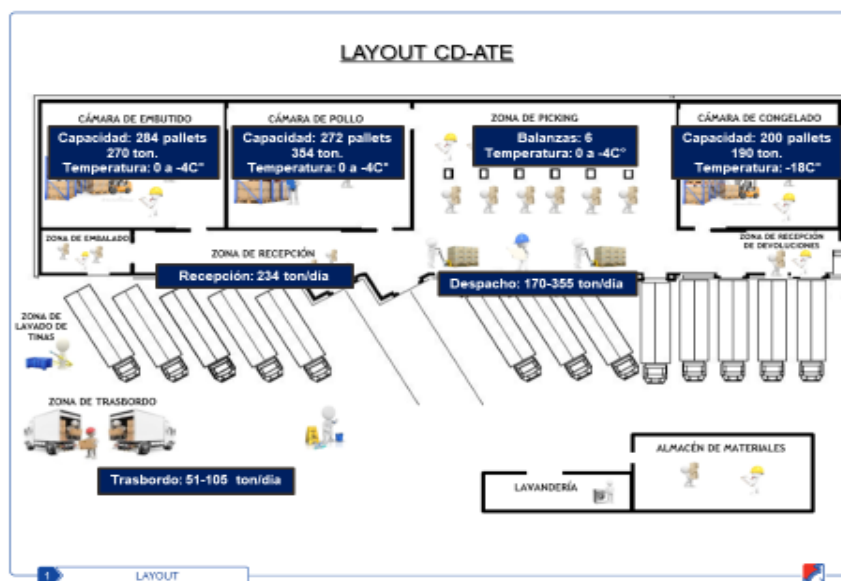 LAYOUT CD-ATE
CÁMARA DE EMBUTIDO
Capacidad: 284 pallets
270 ton.
Temperatura: 0 a -4C°
CÁMARA DE POLLO
Capacidad: 272 pallets
354 ton.
Temperatura: 0 a -4C°
ZONA DE PICKING
Balanzas: 6
Temperatura: 0 a -4C°
CÁMARA DE CONGELADO
Capacidad: 200 pallets
190 ton.
Temperatura: -18C°
ZONA DE EMBALADO
ZONA DE RECEPCIÓN
Recepción: 234 ton/día
Despacho: 170-355 ton/día
ZONA DE RECEPCIÓN
DE DEVOLUCIONES
ZONA DE
LAVADO DE
TINAS
ZONA DE TRASBORDO
Trasbordo: 51-105 ton/día
LAVANDERÍA
ALMACÉN DE MATERIALES
1
LAYOUT